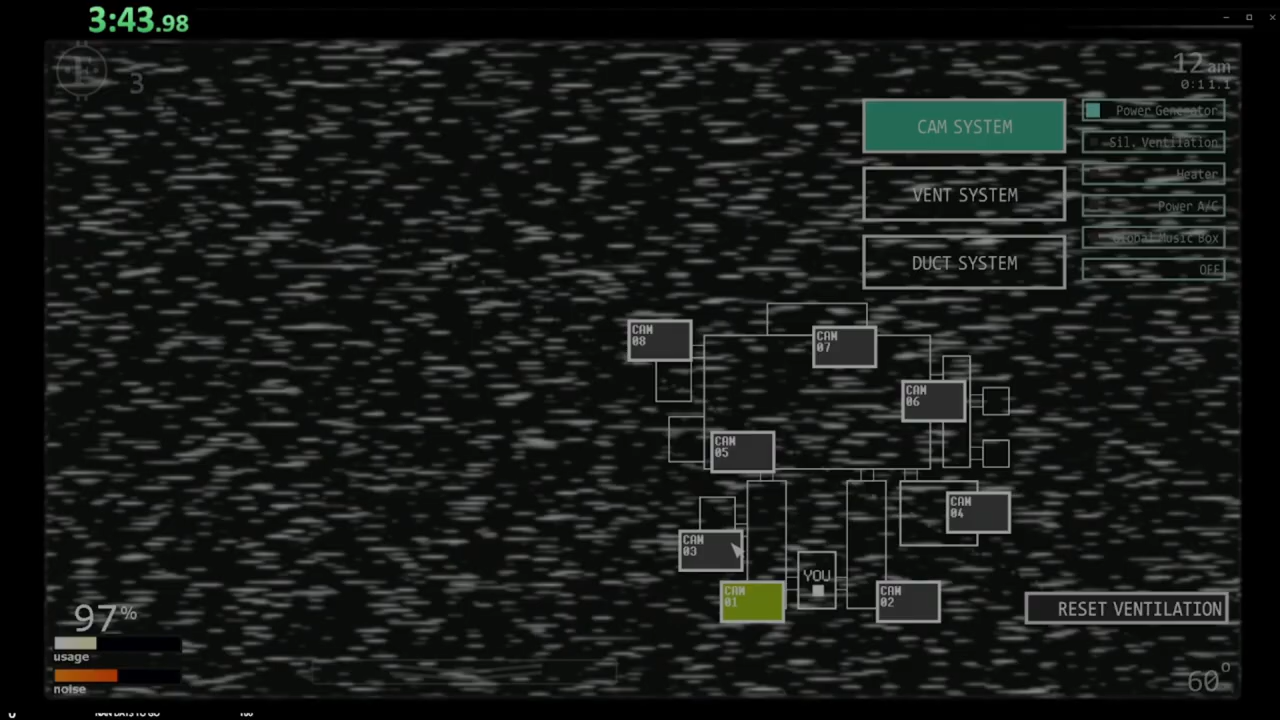 3:43.98
3
12 am
0:11.1
CAM SYSTEM
Power Generator
Sil. Ventilation
VENT SYSTEM
Heater
Power A/C
DUCT SYSTEM
Global Music Box
OFF
CAM
08
CAM
07
CAM
06
CAM
05
CAM
04
CAM
03
YOU
CAM
01
CAM
02
RESET VENTILATION
97%
usage
noise
60°